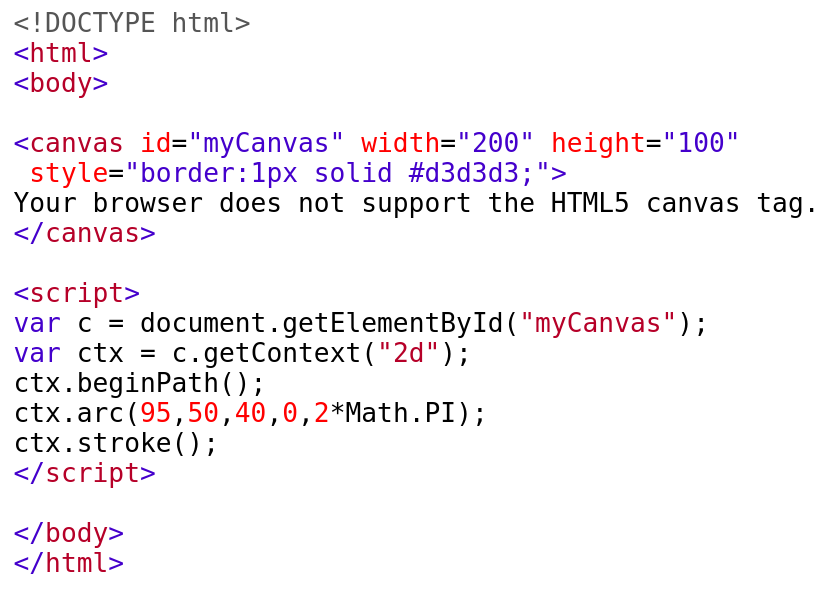 <!DOCTYPE html>
<html>
<body>

<canvas id="myCanvas" width="200" height="100"
 style="border:1px solid #d3d3d3;">
Your browser does not support the HTML5 canvas tag.
</canvas>

<script>
var c = document.getElementById("myCanvas");
var ctx = c.getContext("2d");
ctx.beginPath();
ctx.arc(95,50,40,0,2*Math.PI);
ctx.stroke();
</script>

</body>
</html>